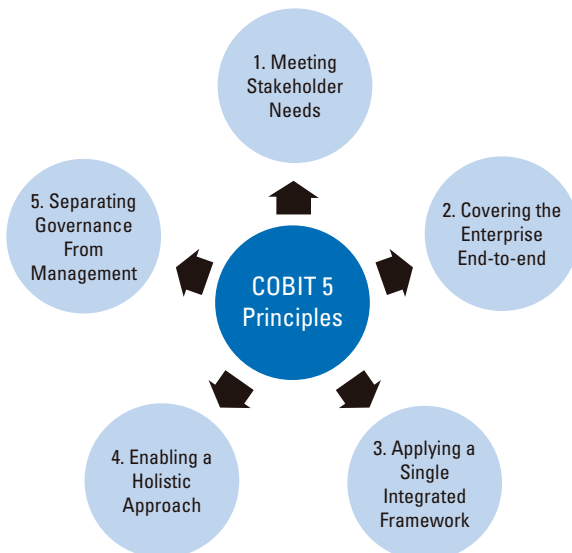 1. Meeting
Stakeholder
Needs
2. Covering the
Enterprise
End-to-end
3. Applying a
Single
Integrated
Framework
4. Enabling a
Holistic
Approach
5. Separating
Governance
From
Management
COBIT 5
Principles